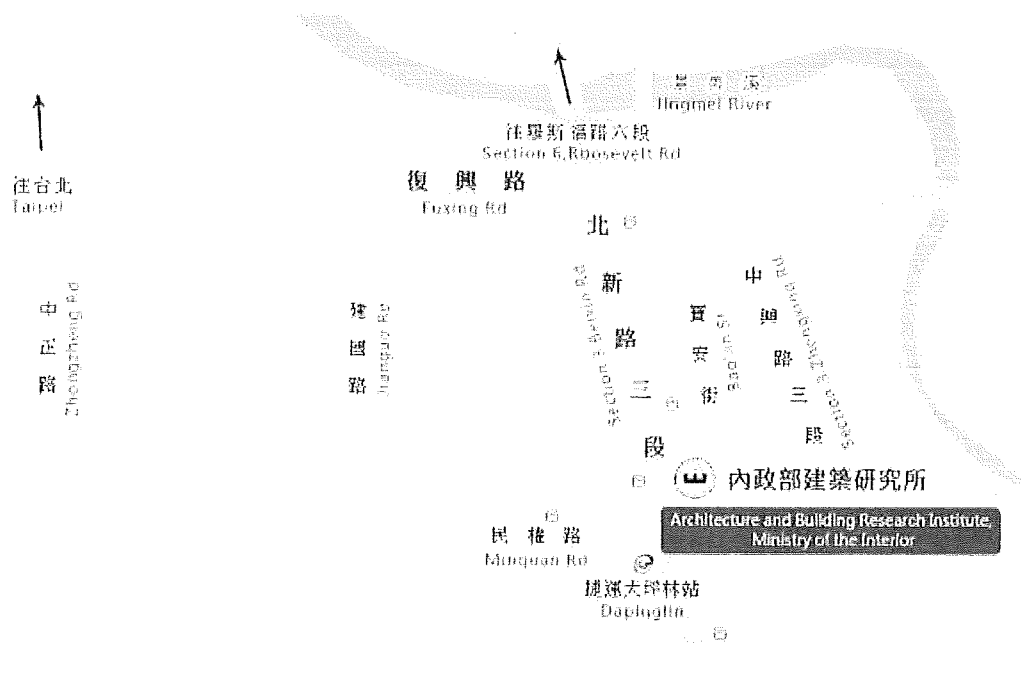 景美溪
Jingmei River
往羅斯福路六段
Section 6,Roosevelt Rd
往台北
Taipei
復興路
Fuxing Rd
北新路三段
Section 3 Beixin Rd
中興路三段
Section 3 Zhongxing Rd
寶安街
Bao'an St
中正路
Zhongzheng Rd
建國路
Jianguo Rd
內政部建築研究所
Architecture and Building Research Institute,
Ministry of the Interior
民權路
Minquan Rd
捷運大坪林站
Dapinglin